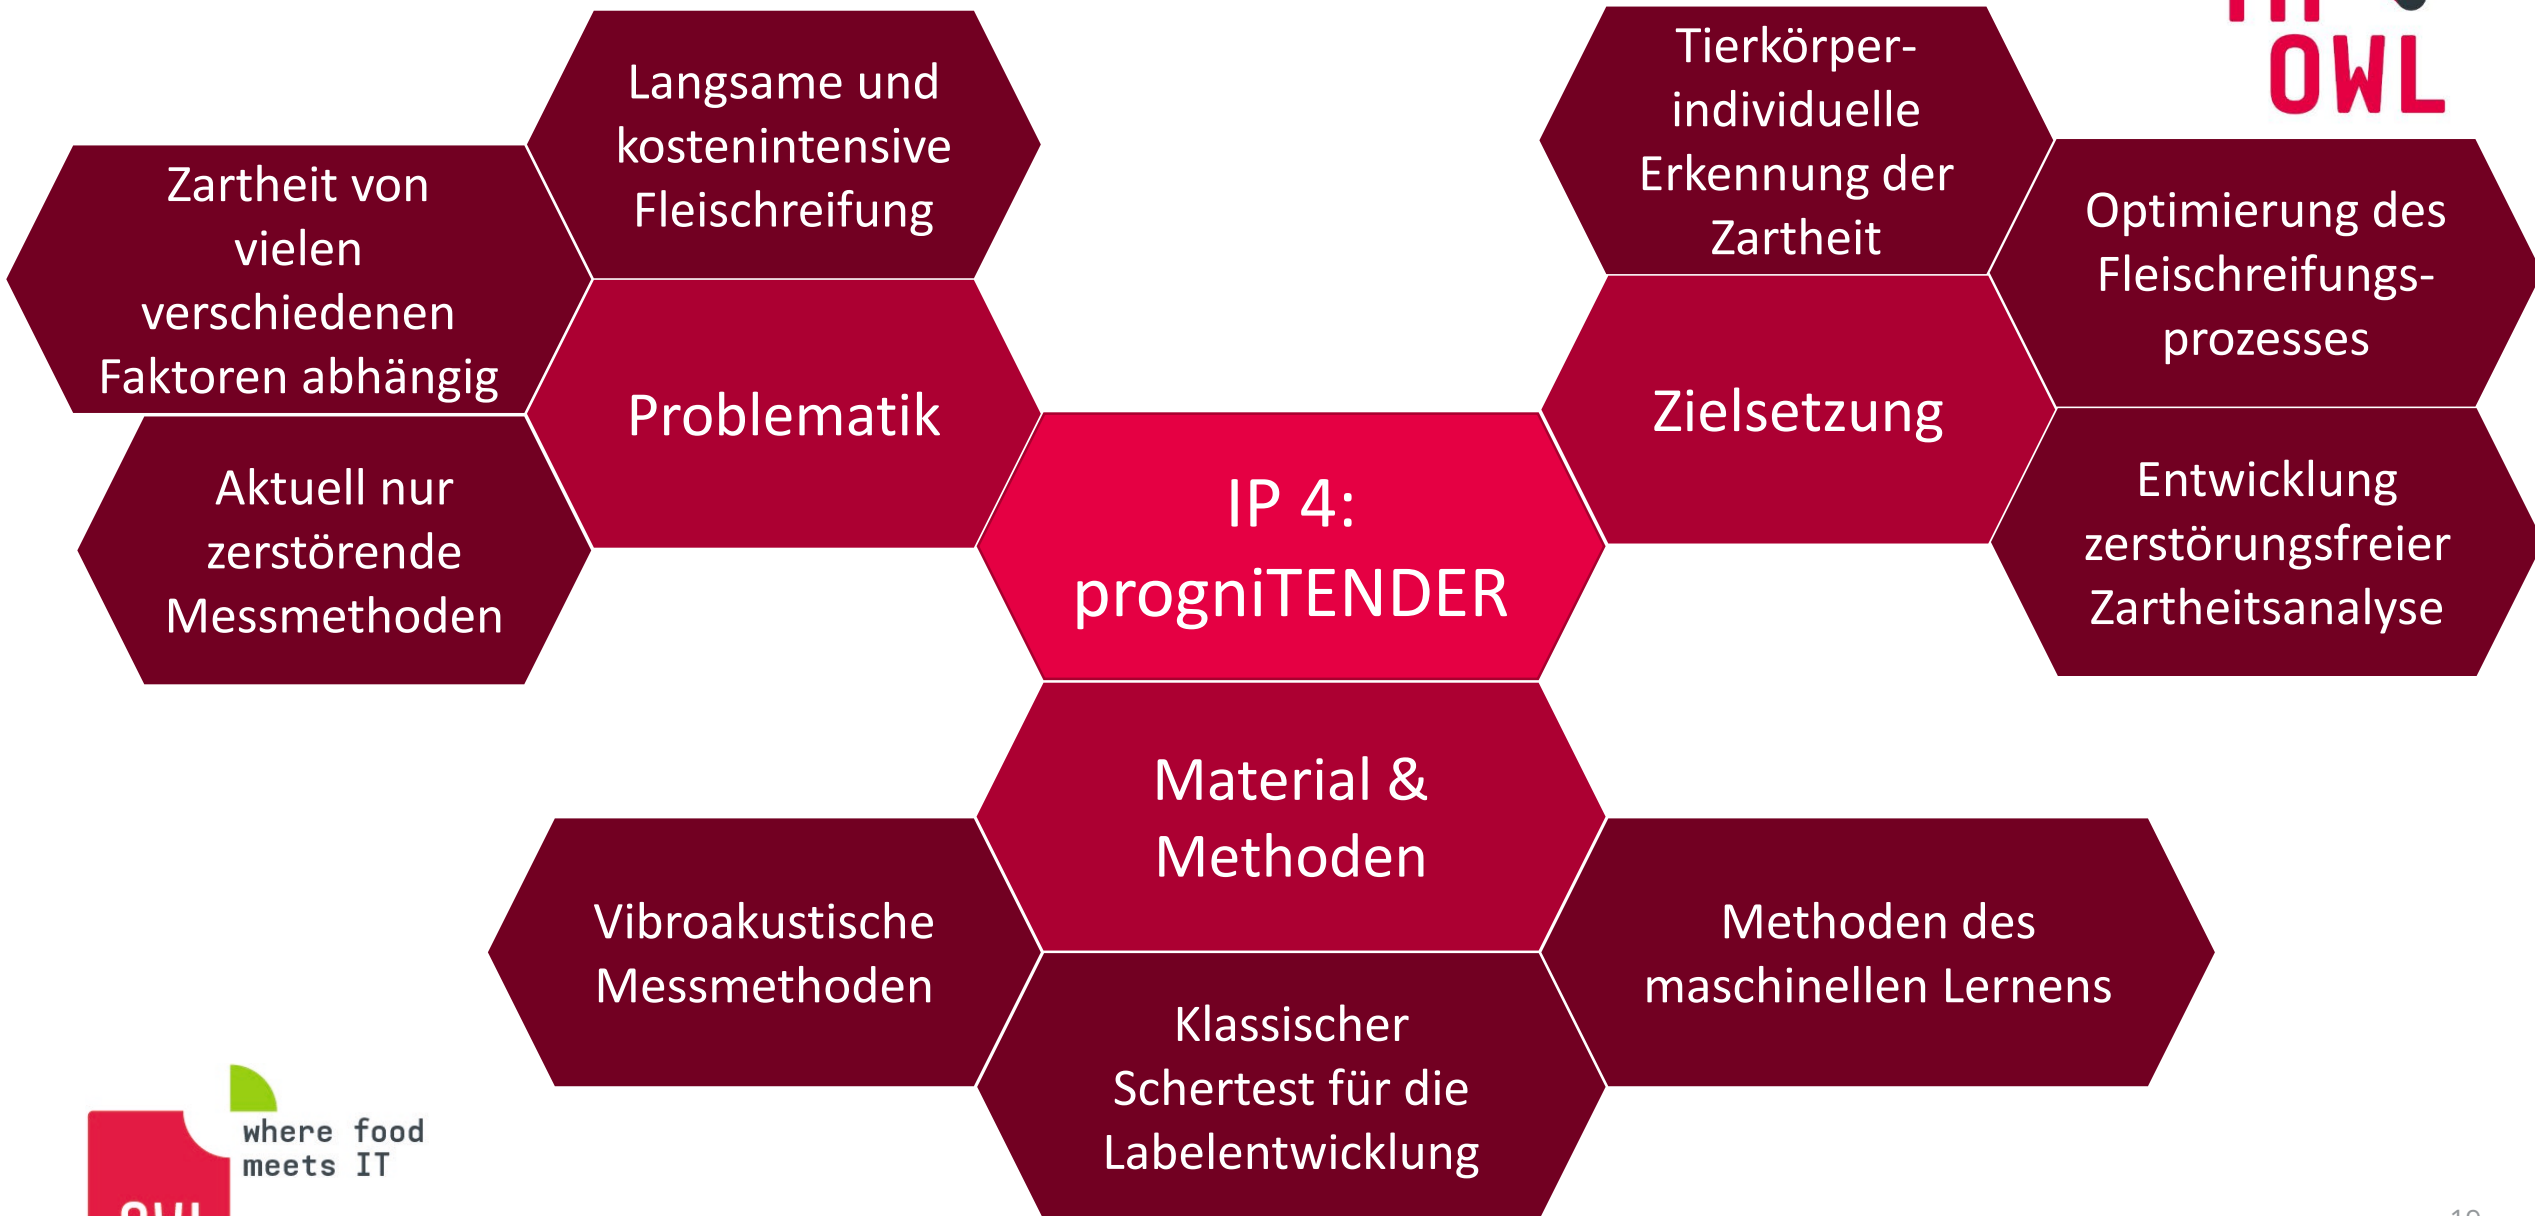 OWL
Langsame und
kostenintensive
Fleischreifung
Zartheit von
vielen
verschiedenen
Faktoren abhängig
Problematik
Aktuell nur
zerstörende
Messmethoden
Tierkörper-
individuelle
Erkennung der
Zartheit
Optimierung des
Fleischreifungs-
prozesses
Zielsetzung
Entwicklung
zerstörungsfreier
Zartheitsanalyse
IP 4:
progniTENDER
Material &
Methoden
Vibroakustische
Messmethoden
Klassischer
Schertest für die
Labelentwicklung
Methoden des
maschinellen Lernens
where food
meets IT